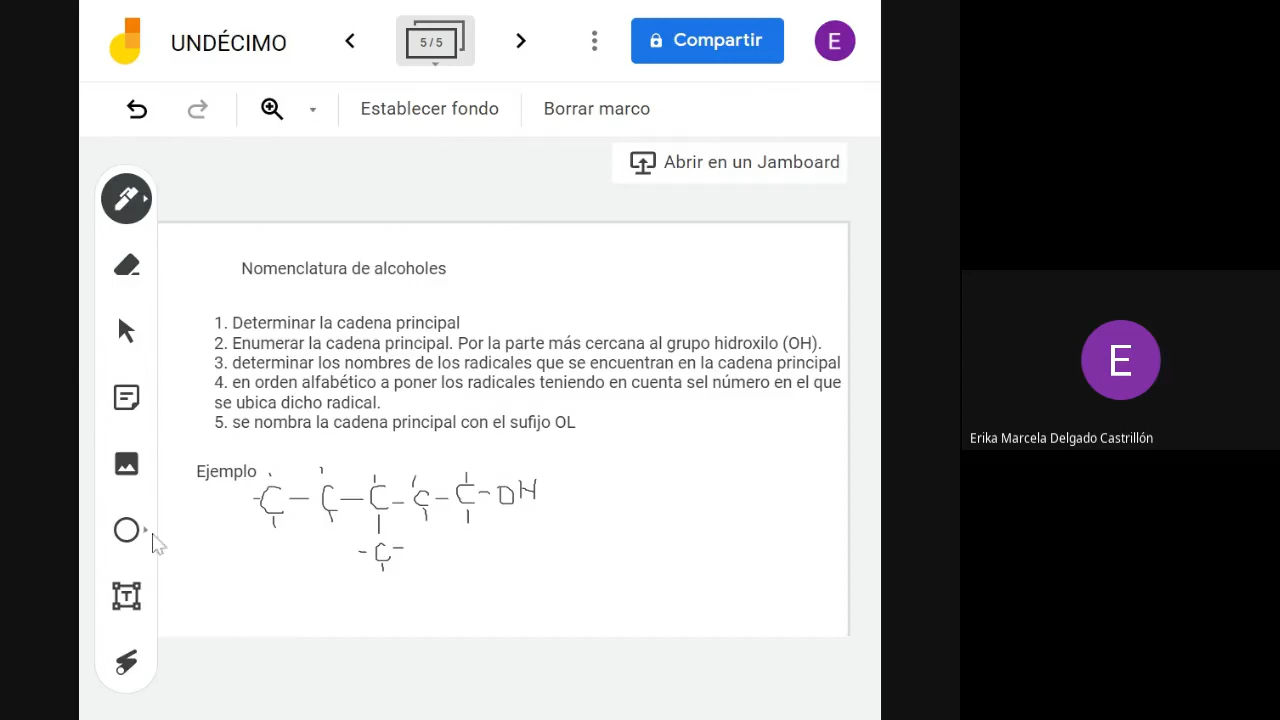 UNDÉCIMO
5/5
Compartir
E
Establecer fondo
Borrar marco
Abrir en un Jamboard
Nomenclatura de alcoholes
1. Determinar la cadena principal
2. Enumerar la cadena principal. Por la parte más cercana al grupo hidroxilo (OH).
3. determinar los nombres de los radicales que se encuentran en la cadena principal
4. en orden alfabético a poner los radicales teniendo en cuenta sel número en el que
se ubica dicho radical.
5. se nombra la cadena principal con el sufijo OL
Ejemplo
- C - C - C - C - C - OH
- C -
T
E
Erika Marcela Delgado Castrillón